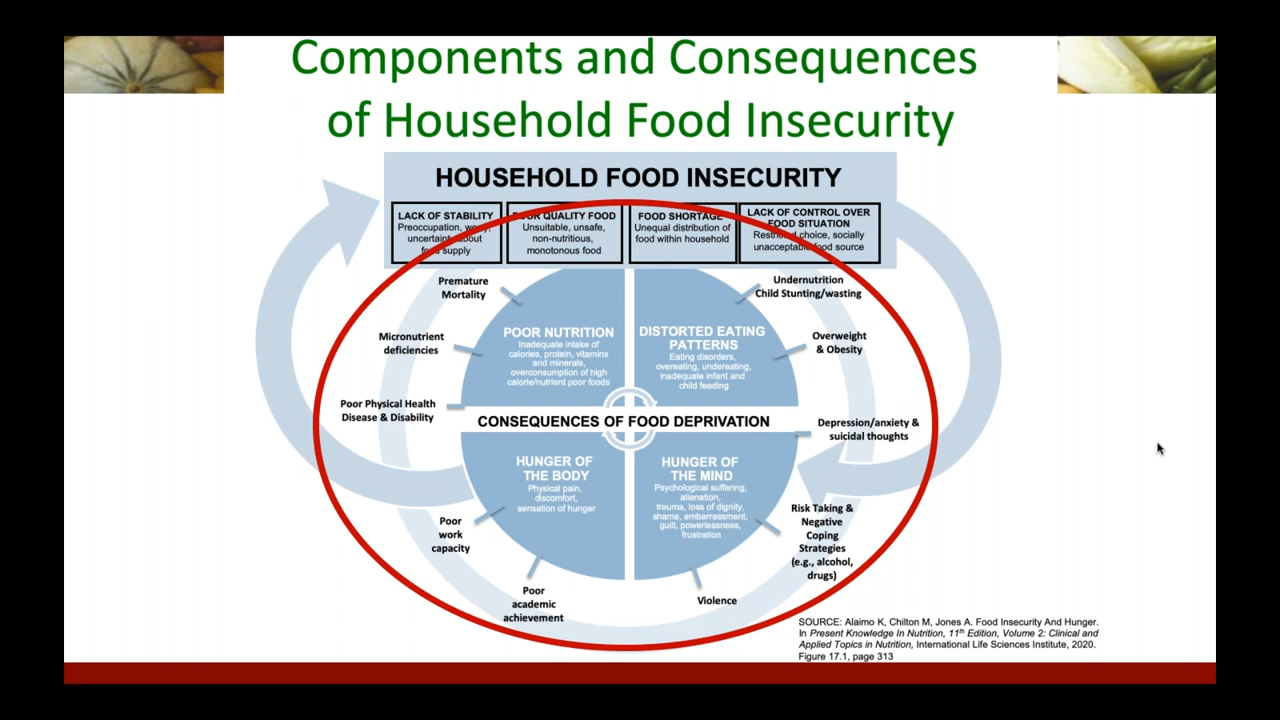 Components and Consequences
of Household Food Insecurity
HOUSEHOLD FOOD INSECURITY
LACK OF STABILITY
Preoccupation, worry,
uncertainty about
food supply
POOR QUALITY FOOD
Unsuitable, unsafe,
non-nutritious,
monotonous food
FOOD SHORTAGE
Unequal distribution of
food within household
LACK OF CONTROL OVER
FOOD SITUATION
Restricted choice, socially
unacceptable food source
Premature
Mortality
Undernutrition
Child Stunting/wasting
Micronutrient
deficiencies
POOR NUTRITION
Inadequate intake of
calories, protein, vitamins
and minerals,
overconsumption of high
calorie/nutrient poor foods
DISTORTED EATING
PATTERNS
Eating disorders,
overeating, undereating,
inadequate infant and
child feeding
Overweight
& Obesity
Poor Physical Health
Disease & Disability
CONSEQUENCES OF FOOD DEPRIVATION
Depression/anxiety &
suicidal thoughts
HUNGER OF
THE BODY
Physical pain,
discomfort,
sensation of hunger
HUNGER OF
THE MIND
Psychological suffering,
alienation,
trauma, loss of dignity,
shame, embarrassment,
guilt, powerlessness,
frustration
Poor
work
capacity
Risk Taking &
Negative
Coping
Strategies
(e.g., alcohol,
drugs)
Poor
academic
achievement
Violence
SOURCE: Alaimo K, Chilton M, Jones A. Food Insecurity And Hunger.
In Present Knowledge In Nutrition, 11th Edition, Volume 2: Clinical and
Applied Topics in Nutrition, International Life Sciences Institute, 2020.
Figure 17.1, page 313